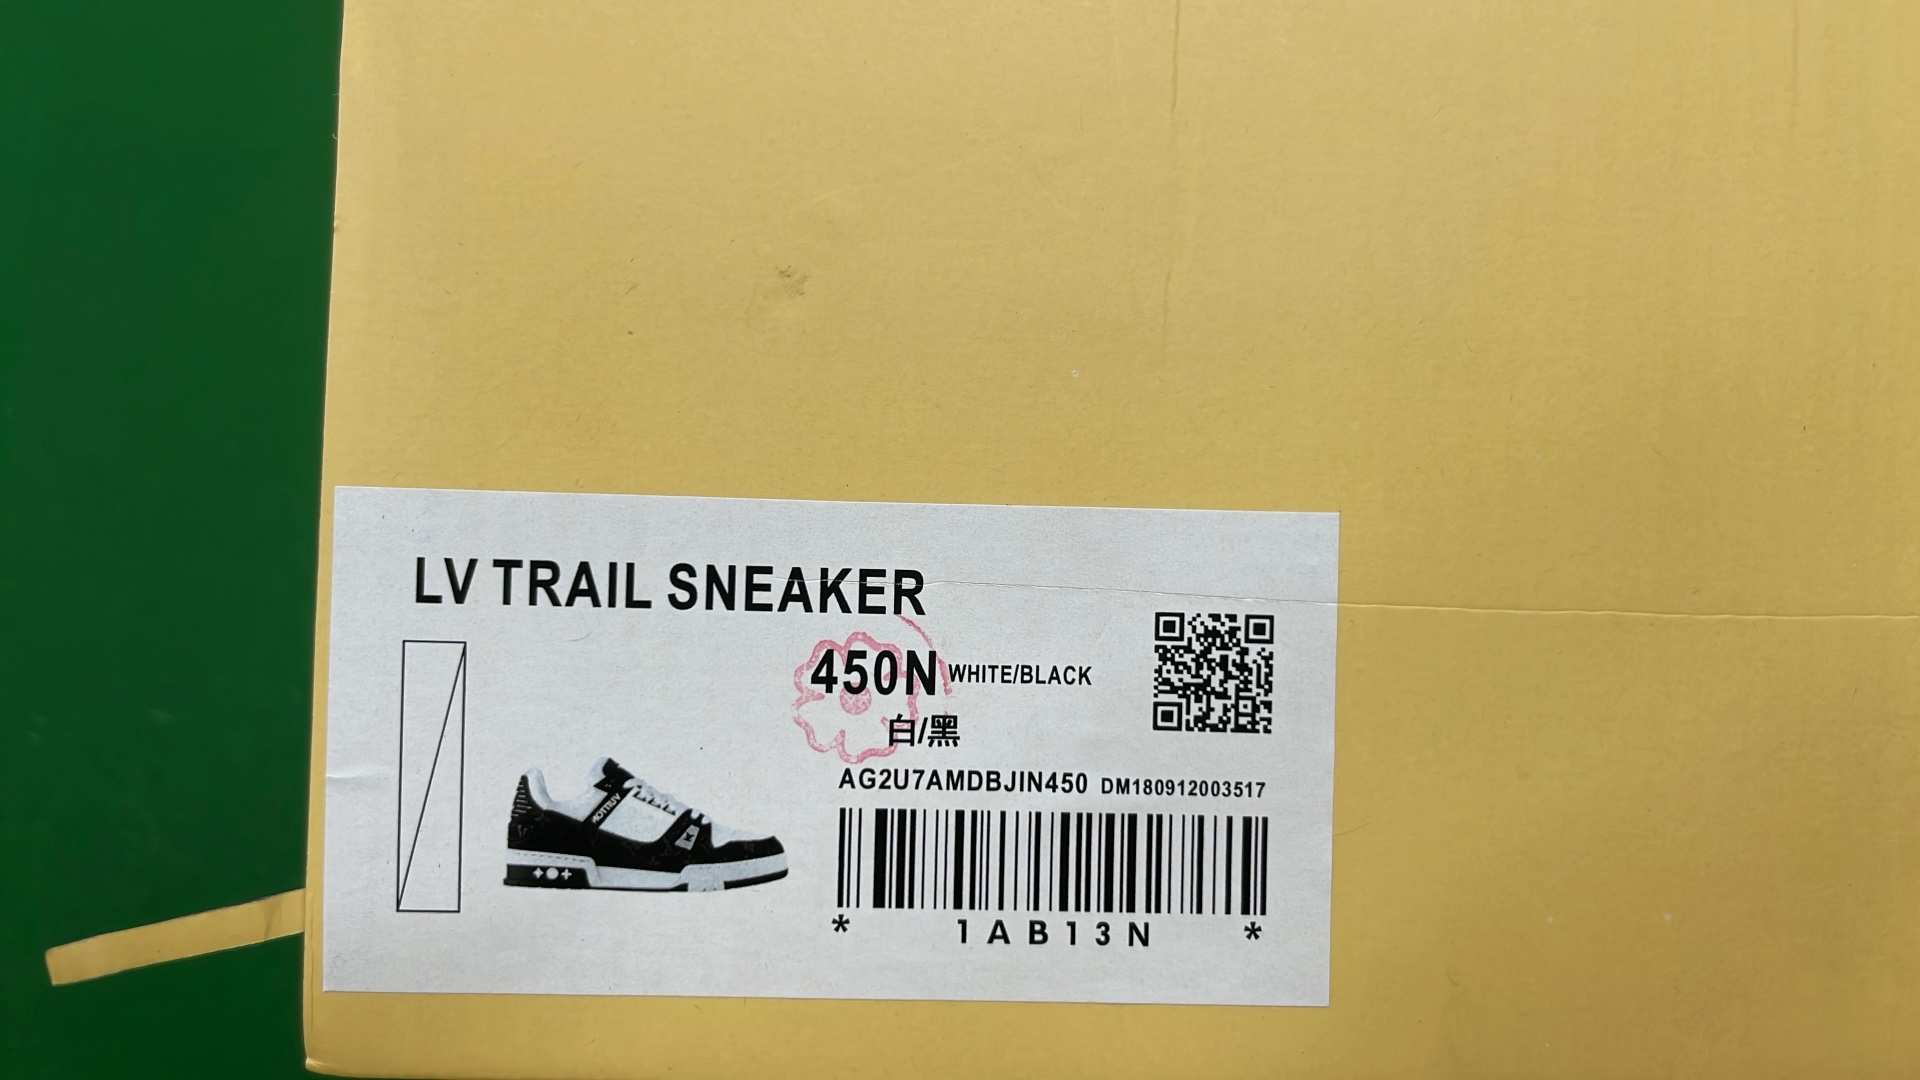 LV TRAIL SNEAKER
450N WHITE/BLACK
白/黑
AG2U7AMDBJIN450 DM180912003517
* 1AB13N *